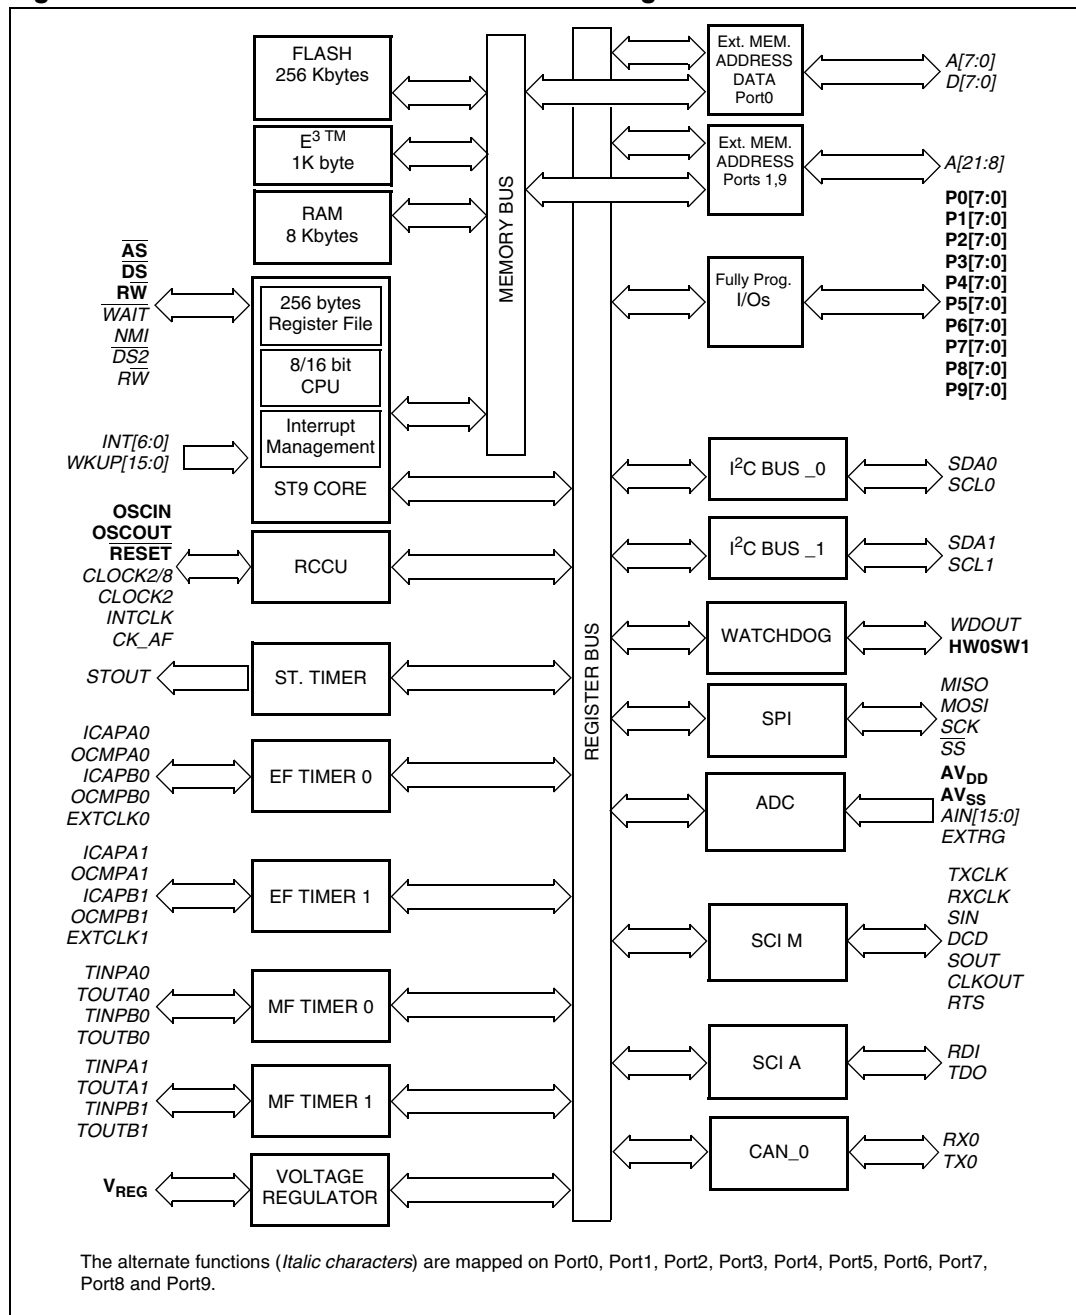 FLASH
256 Kbytes
E3 TM
1K byte
RAM
8 Kbytes
AS
DS
RW
WAIT
NMI
DS2
RW
256 bytes
Register File
8/16 bit
CPU
Interrupt
Management
ST9 CORE
INT[6:0]
WKUP[15:0]
OSCIN
OSCOUT
RESET
CLOCK2/8
CLOCK2
INTCLK
CK_AF
RCCU
STOUT
ST. TIMER
ICAPA0
OCMPA0
ICAPB0
OCMPB0
EXTCLK0
EF TIMER 0
ICAPA1
OCMPA1
ICAPB1
OCMPB1
EXTCLK1
EF TIMER 1
TINPA0
TOUTA0
TINPB0
TOUTB0
MF TIMER 0
TINPA1
TOUTA1
TINPB1
TOUTB1
MF TIMER 1
VREG
VOLTAGE
REGULATOR
MEMORY BUS
REGISTER BUS
Ext. MEM.
ADDRESS
DATA
Port0
A[7:0]
D[7:0]
Ext. MEM.
ADDRESS
Ports 1,9
A[21:8]
Fully Prog.
I/Os
P0[7:0]
P1[7:0]
P2[7:0]
P3[7:0]
P4[7:0]
P5[7:0]
P6[7:0]
P7[7:0]
P8[7:0]
P9[7:0]
I2C BUS _0
SDA0
SCL0
I2C BUS _1
SDA1
SCL1
WATCHDOG
WDOUT
HW0SW1
SPI
MISO
MOSI
SCK
SS
ADC
AVDD
AVSS
AIN[15:0]
EXTRG
SCI M
TXCLK
RXCLK
SIN
DCD
SOUT
CLKOUT
RTS
SCI A
RDI
TDO
CAN_0
RX0
TX0
The alternate functions (Italic characters) are mapped on Port0, Port1, Port2, Port3, Port4, Port5, Port6, Port7,
Port8 and Port9.